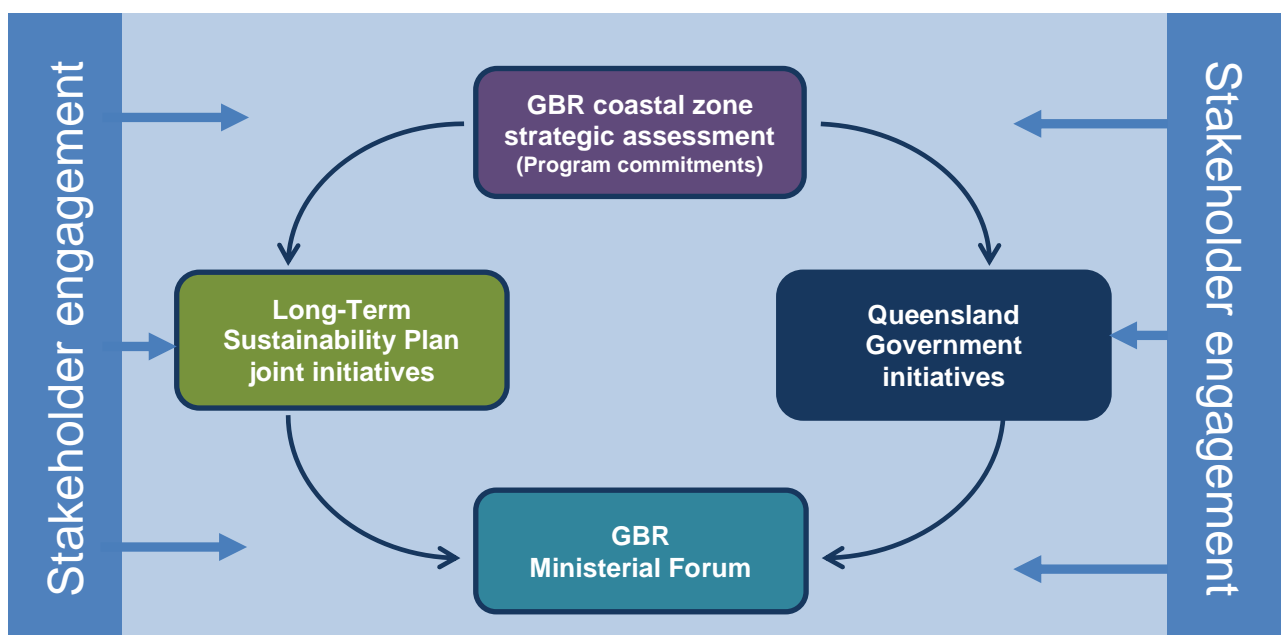 Stakeholder engagement
GBR coastal zone
strategic assessment
(Program commitments)
Long-Term
Sustainability Plan
joint initiatives
Queensland
Government
initiatives
GBR
Ministerial Forum
Stakeholder engagement